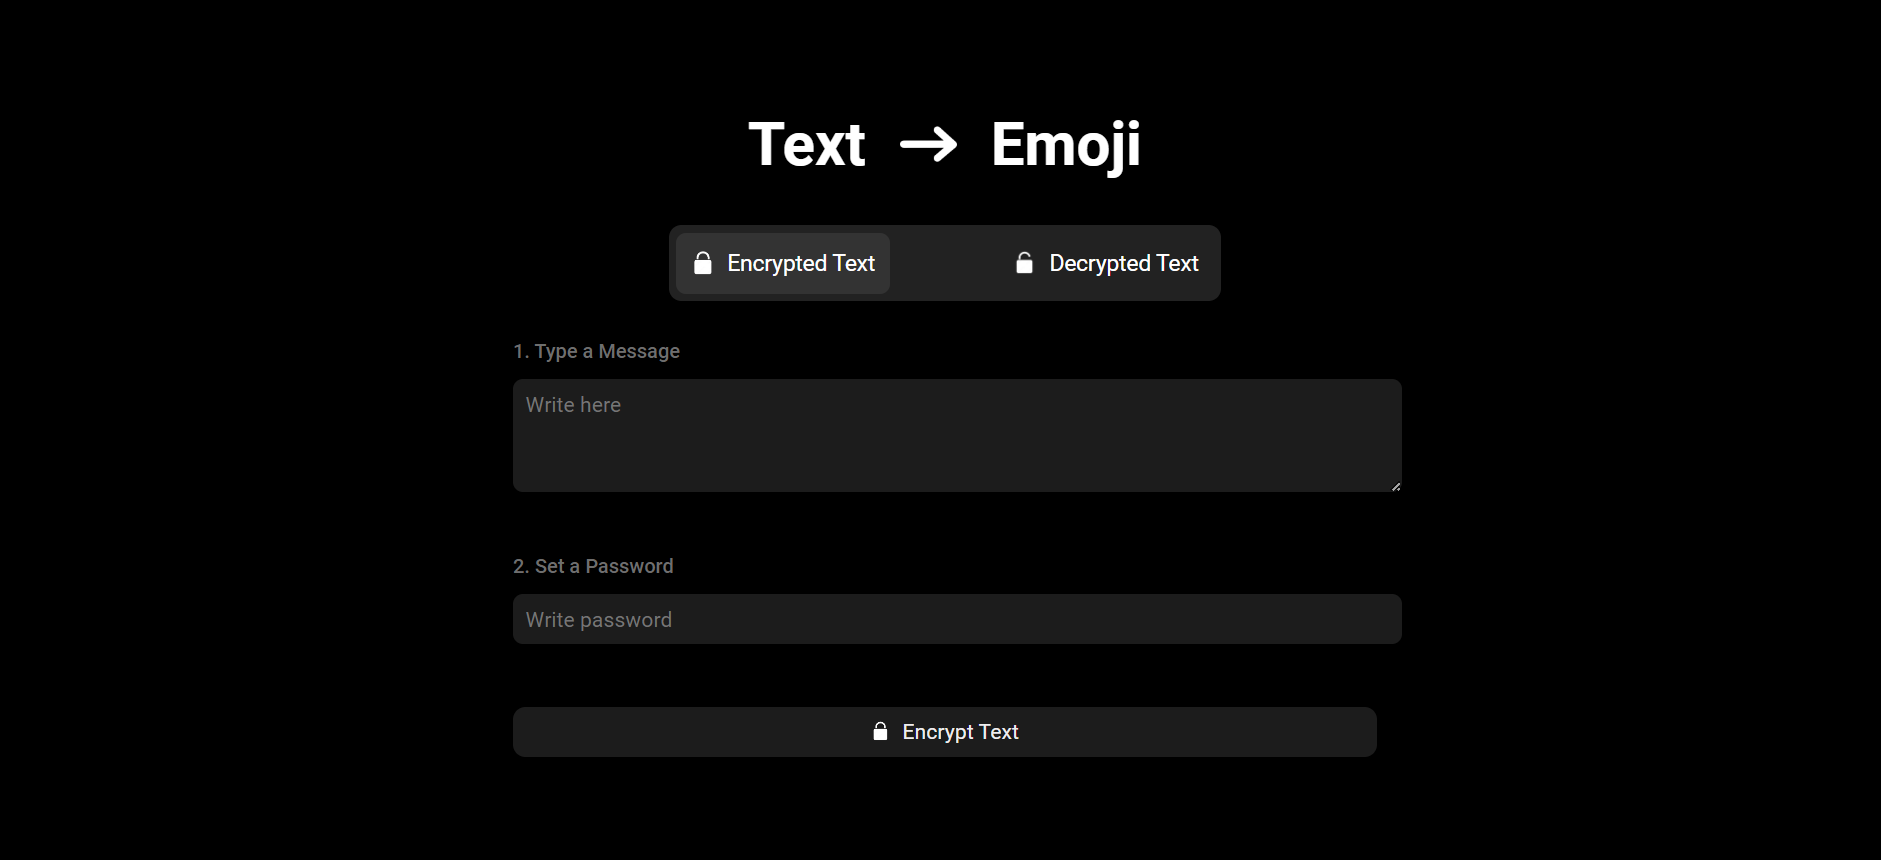 Text → Emoji
Encrypted Text Decrypted Text
1. Type a Message
Write here
2. Set a Password
Write password
Encrypt Text